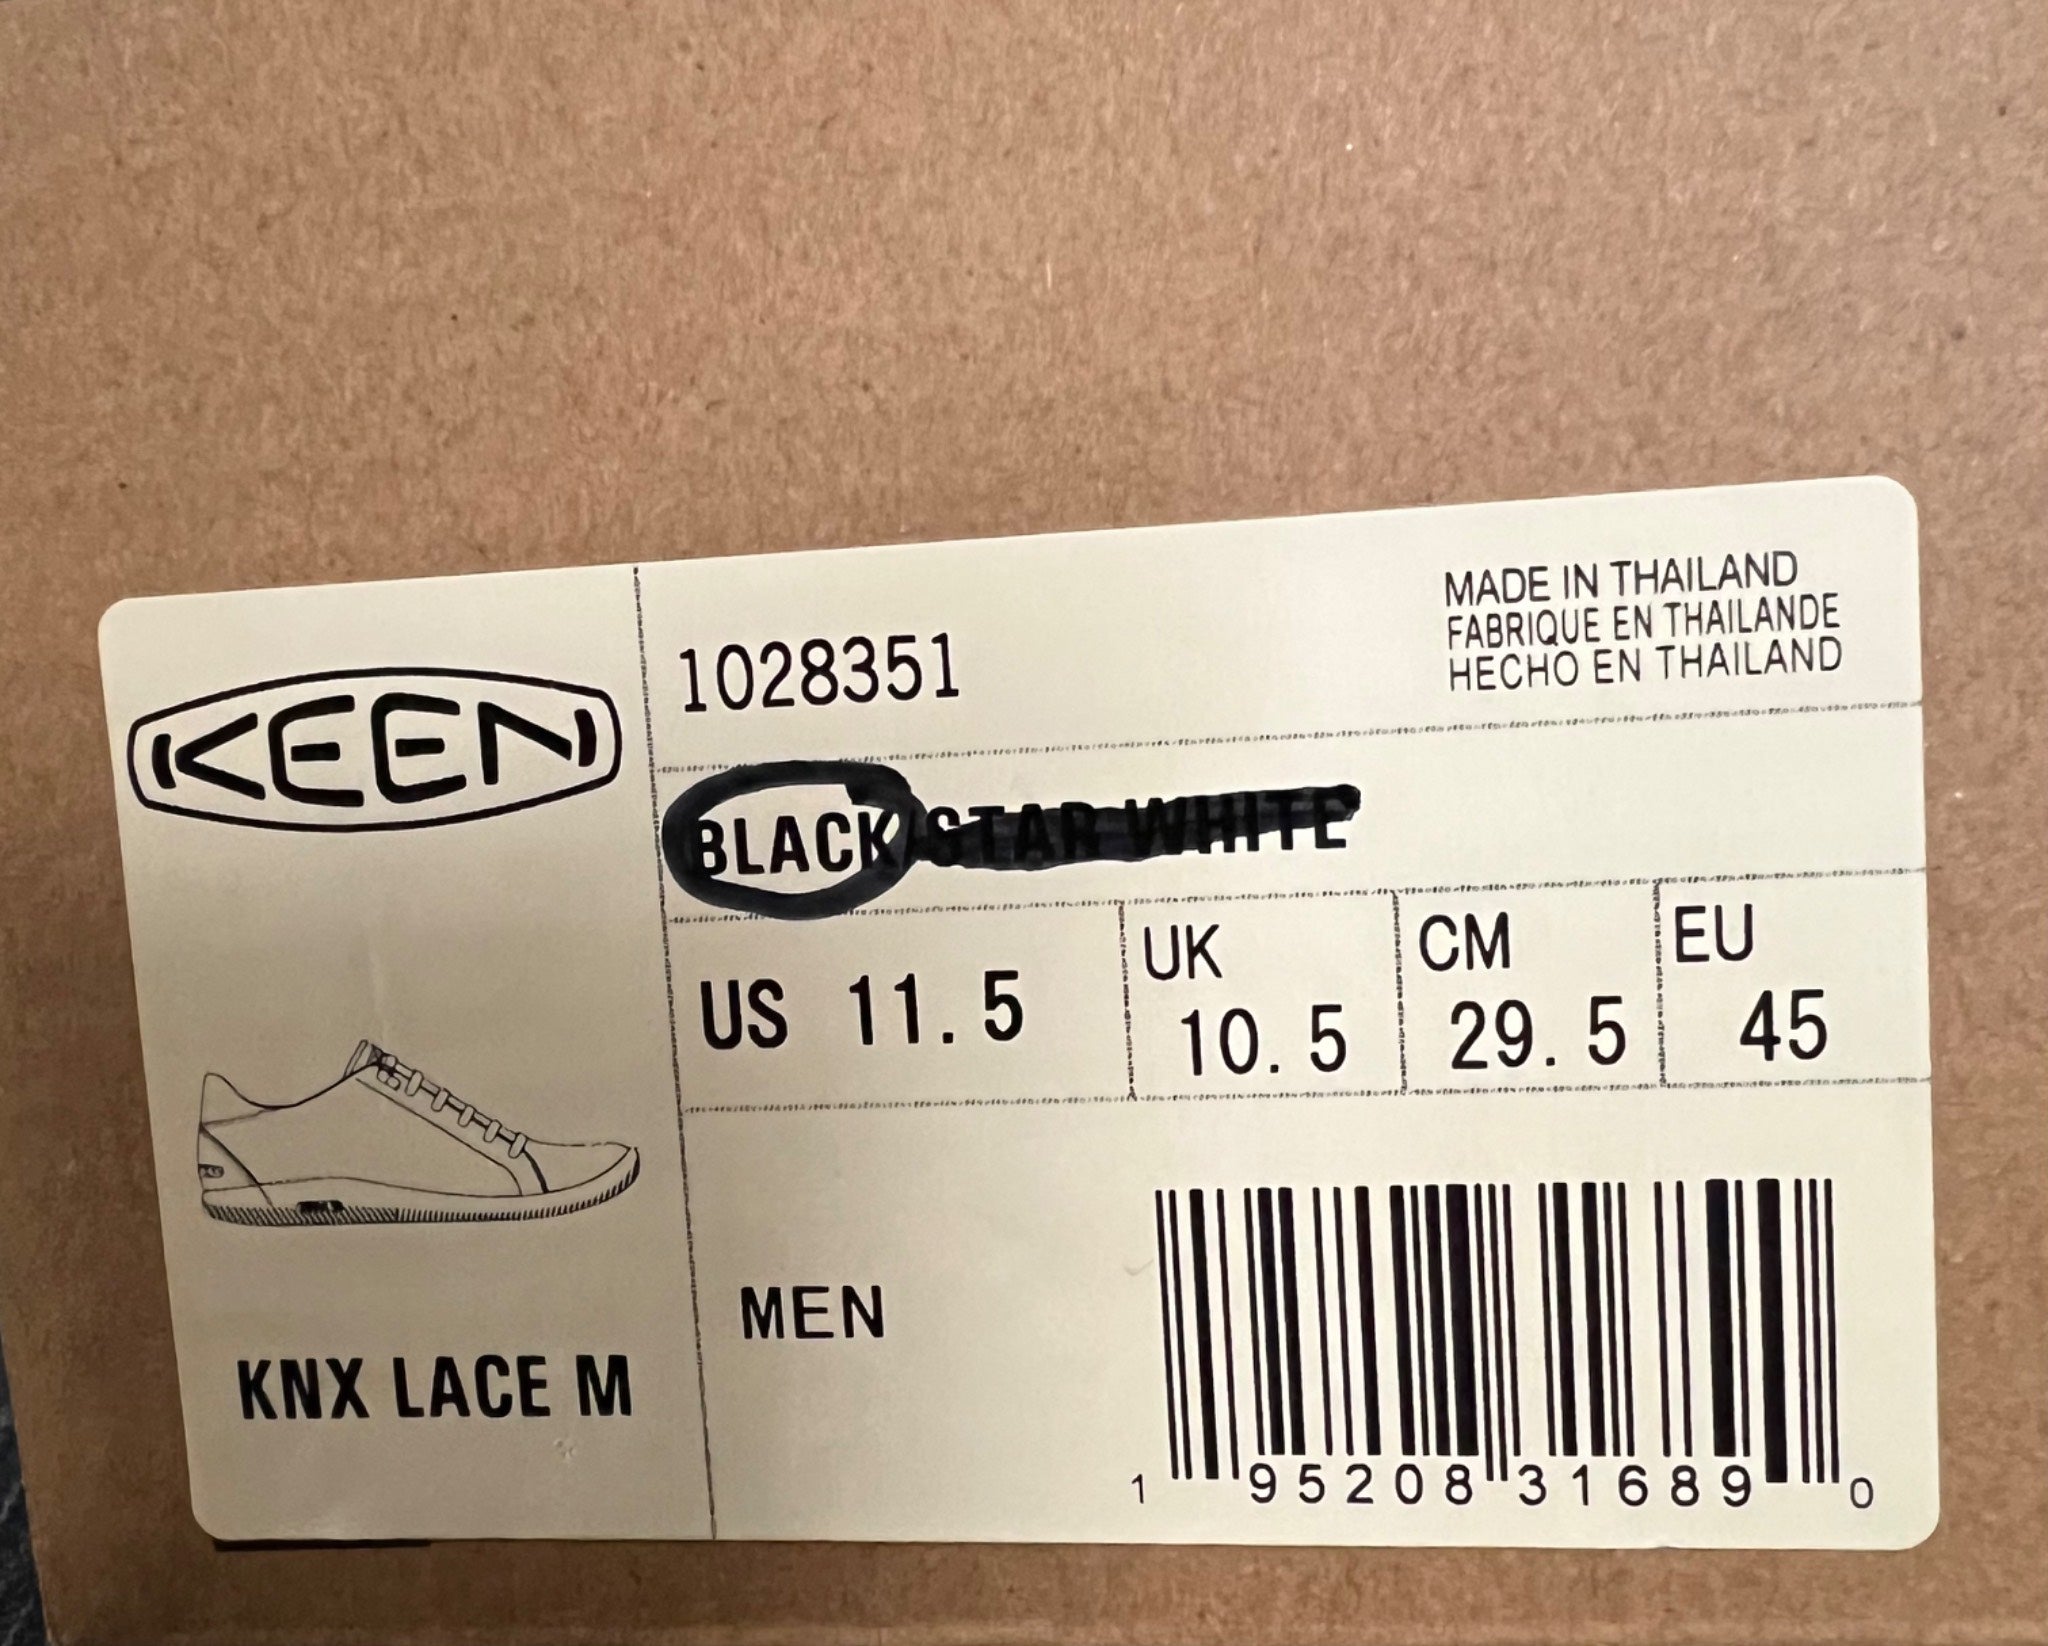 KEEN
1028351
MADE IN THAILAND
FABRIQUE EN THAILANDE
HECHO EN THAILAND
BLACK/STAR WHITE
US 11.5
UK
10.5
CM
29.5
EU
45
MEN
KNX LACE M
1 95208 31689 0